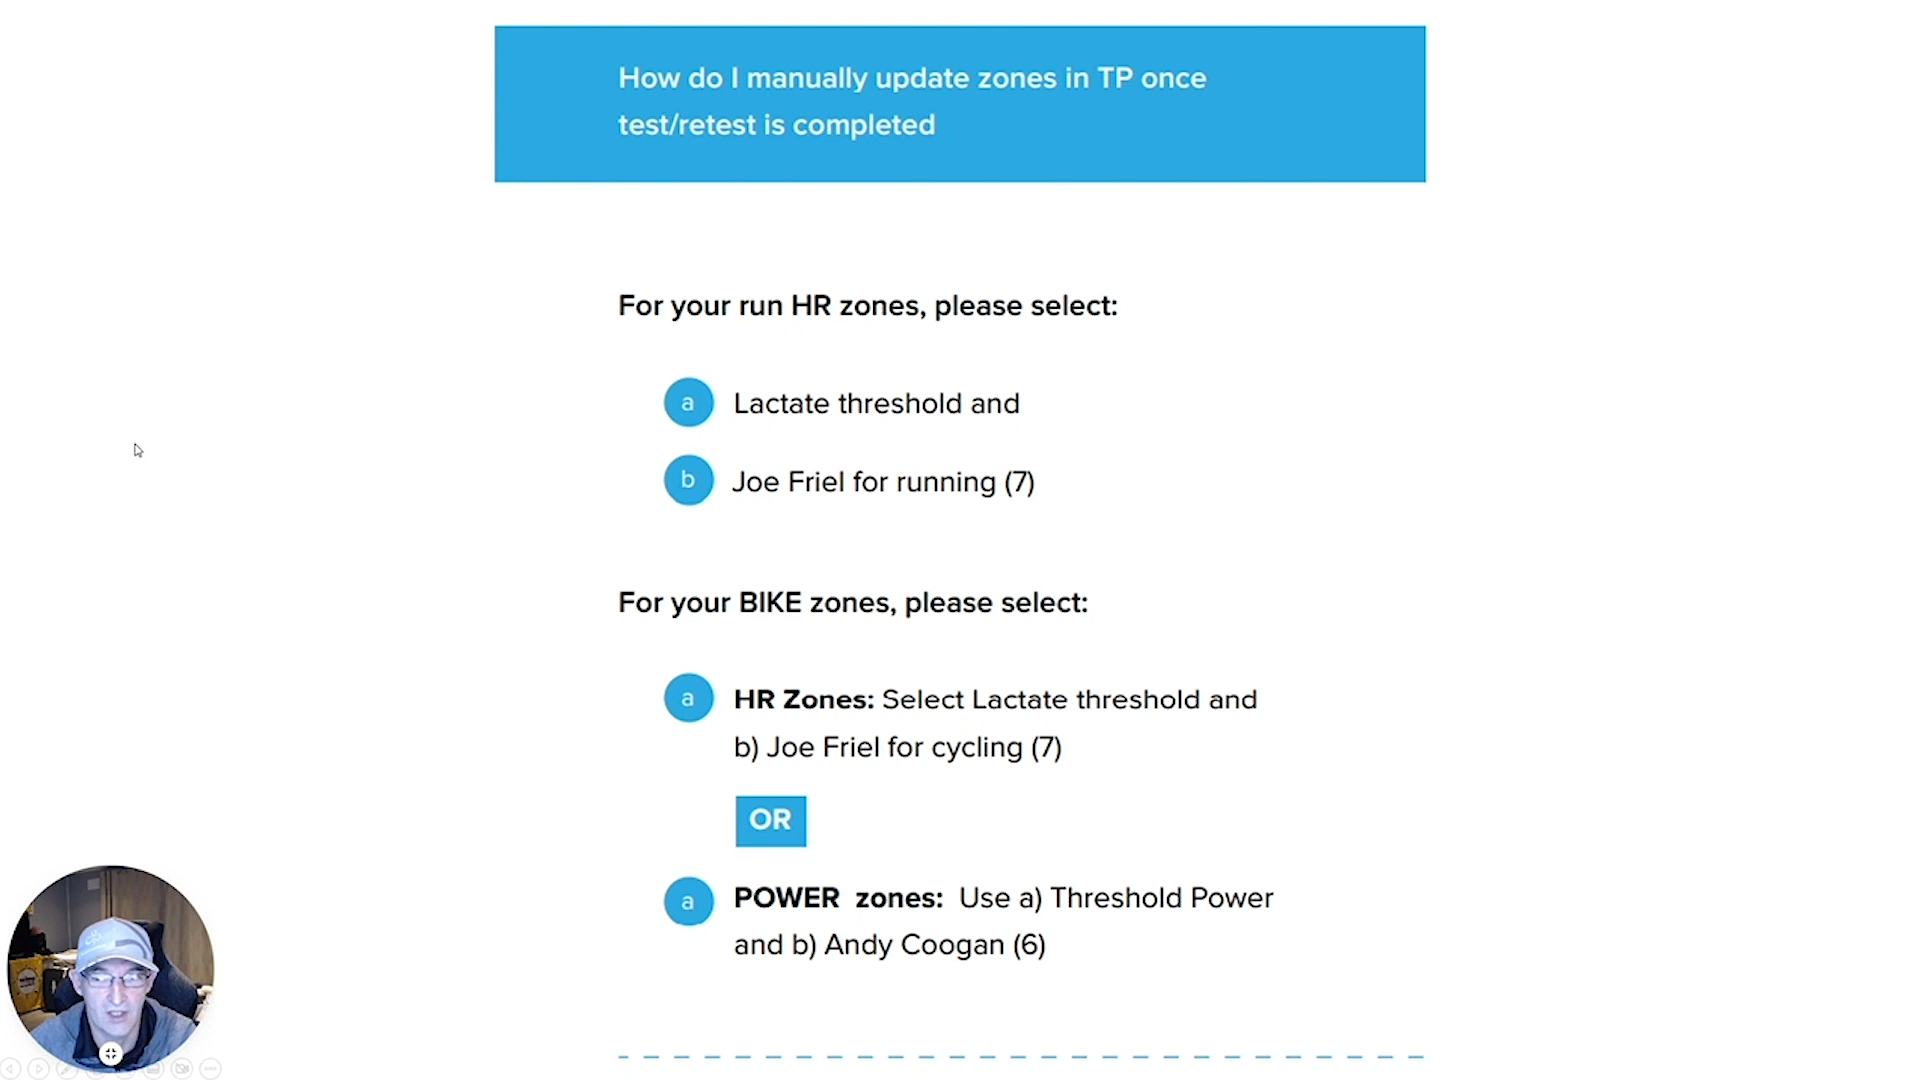 How do I manually update zones in TP once
test/retest is completed
For your run HR zones, please select:
a Lactate threshold and
b Joe Friel for running (7)
For your BIKE zones, please select:
a HR Zones: Select Lactate threshold and
b) Joe Friel for cycling (7)
OR
a POWER zones: Use a) Threshold Power
and b) Andy Coogan (6)